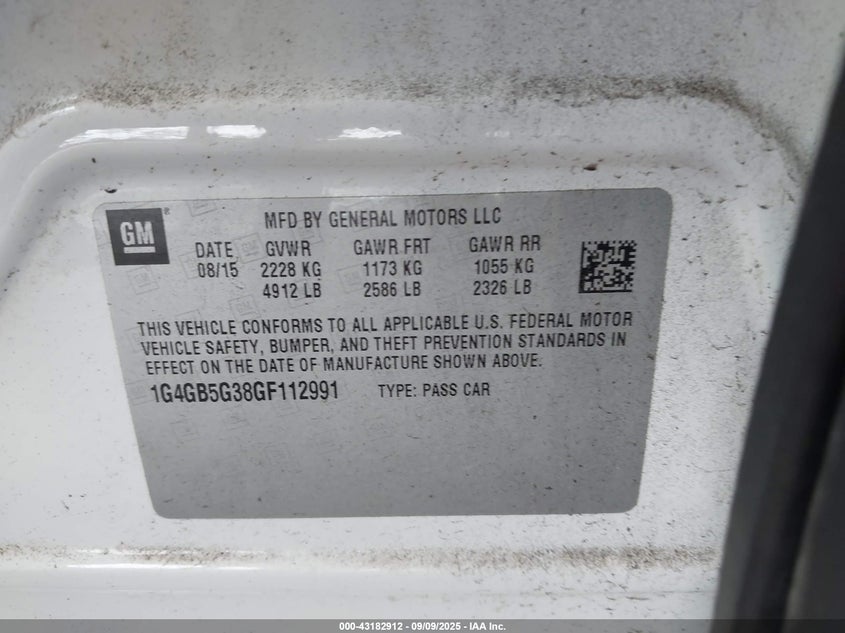 GM
MFD BY GENERAL MOTORS LLC
DATE GVWR GAWR FRT GAWR RR
08/15 2228 KG 1173 KG 1055 KG
4912 LB 2586 LB 2326 LB
THIS VEHICLE CONFORMS TO ALL APPLICABLE U.S. FEDERAL MOTOR
VEHICLE SAFETY, BUMPER, AND THEFT PREVENTION STANDARDS IN
EFFECT ON THE DATE OF MANUFACTURE SHOWN ABOVE.
1G4GB5G38GF112991 TYPE: PASS CAR
000-43182912 - 09/09/2025 - IAA Inc.